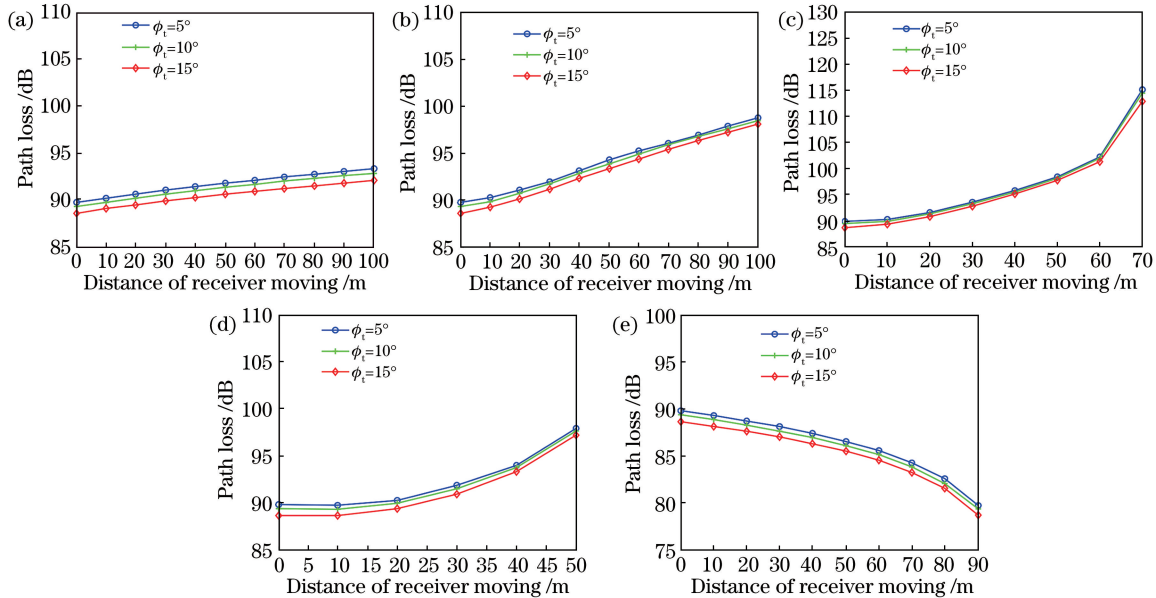 (a)
110
105
100
95
90
85
Path loss /dB
ϕt=5°
ϕt=10°
ϕt=15°
0 10 20 30 40 50 60 70 80 90 100
Distance of receiver moving /m
(b)
110
105
100
95
90
85
Path loss /dB
ϕt=5°
ϕt=10°
ϕt=15°
0 10 20 30 40 50 60 70 80 90 100
Distance of receiver moving /m
(c)
130
125
120
115
110
105
100
95
90
85
Path loss /dB
ϕt=5°
ϕt=10°
ϕt=15°
0 10 20 30 40 50 60 70
Distance of receiver moving /m
(d)
110
105
100
95
90
85
Path loss /dB
ϕt=5°
ϕt=10°
ϕt=15°
0 5 10 15 20 25 30 35 40 45 50
Distance of receiver moving /m
(e)
100
95
90
85
80
75
Path loss /dB
ϕt=5°
ϕt=10°
ϕt=15°
0 10 20 30 40 50 60 70 80 90
Distance of receiver moving /m